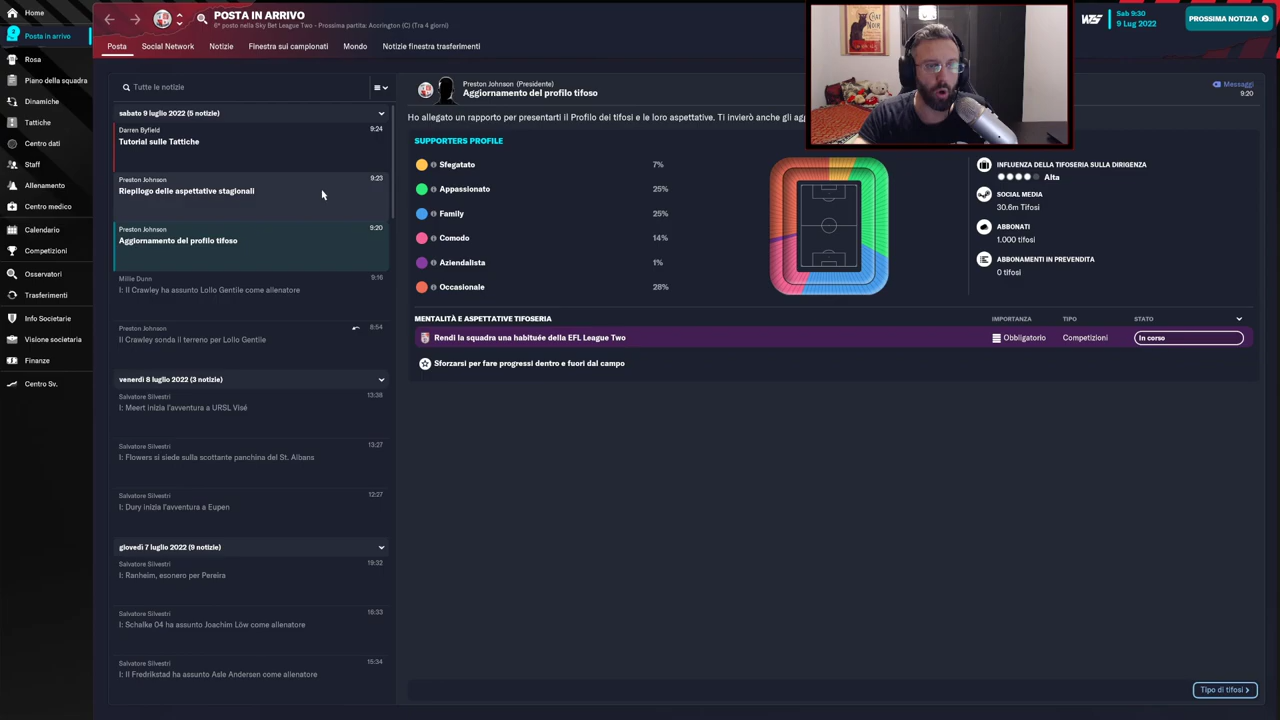 Home
Posta in arrivo
Rosa
Piano della squadra
Dinamiche
Tattiche
Centro dati
Staff
Allenamento
Centro medico
Calendario
Competizioni
Osservatori
Trasferimenti
Info Societarie
Visione societaria
Finanze
Centro Sv.
POSTA IN ARRIVO
6° posto nella Sky Bet League Two - Prossima partita: Accrington (C) (Tra 4 giorni)
Sab 9:30
9 Lug 2022
PROSSIMA NOTIZIA
CHAT
NOIR
Posta
Social Network
Notizie
Finestra sui campionati
Mondo
Notizie finestra trasferimenti
Tutte le notizie
sabato 9 luglio 2022 (5 notizie)
Darren Byfield 9:24
Tutorial sulle Tattiche
Preston Johnson 9:23
Riepilogo delle aspettative stagionali
Preston Johnson 9:20
Aggiornamento del profilo tifoso
Millie Dunn 9:16
I: Il Crawley ha assunto Lollo Gentile come allenatore
Preston Johnson 8:54
Il Crawley sonda il terreno per Lollo Gentile
venerdì 8 luglio 2022 (3 notizie)
Salvatore Silvestri 13:38
I: Meert inizia l'avventura a URSL Visé
Salvatore Silvestri 13:27
I: Flowers si siede sulla scottante panchina del St. Albans
Salvatore Silvestri 12:27
I: Dury inizia l'avventura a Eupen
giovedì 7 luglio 2022 (9 notizie)
Salvatore Silvestri 19:32
I: Ranheim, esonero per Pereira
Salvatore Silvestri 18:33
I: Schalke 04 ha assunto Joachim Löw come allenatore
Salvatore Silvestri 15:34
I: Il Fredrikstad ha assunto Asle Andersen come allenatore
Preston Johnson (Presidente)
Aggiornamento del profilo tifoso
Messaggi
9:20
Ho allegato un rapporto per presentarti il Profilo dei tifosi e le loro aspettative. Ti invierò anche gli agg
SUPPORTERS PROFILE
Sfegatato 7%
Appassionato 25%
Family 25%
Comodo 14%
Aziendalista 1%
Occasionale 28%
INFLUENZA DELLA TIFOSERIA SULLA DIRIGENZA
Alta
SOCIAL MEDIA
30.6m Tifosi
ABBONATI
1.000 tifosi
ABBONAMENTI IN PREVENDITA
0 tifosi
MENTALITÀ E ASPETTATIVE TIFOSERIA IMPORTANZA TIPO STATO
Rendi la squadra una habituée della EFL League Two Obbligatorio Competizioni In corso
Sforzarsi per fare progressi dentro e fuori dal campo
Tipo di tifosi